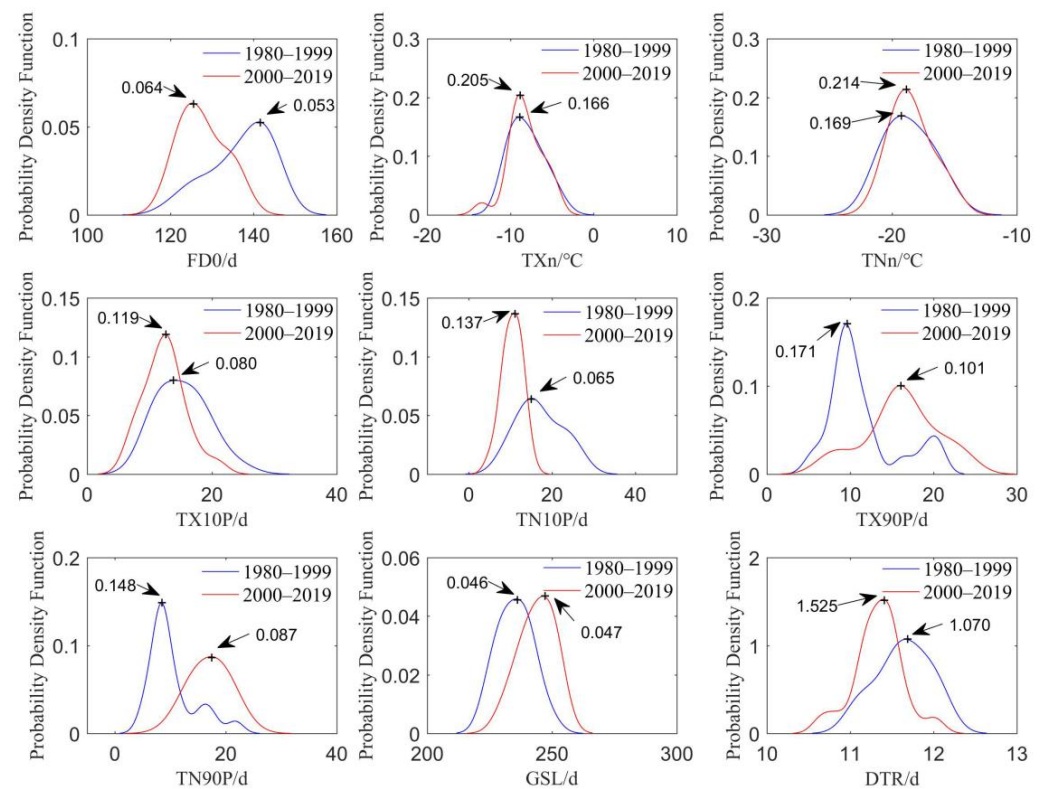 Probability Density Function
0.1
0.05
0
1980–1999
2000–2019
0.064
0.053
100 120 140 160
FD0/d
Probability Density Function
0.3
0.2
0.1
0
1980–1999
2000–2019
0.205
0.166
-20 -10 0 10
TXn/°C
Probability Density Function
0.3
0.2
0.1
0
1980–1999
2000–2019
0.214
0.169
-30 -20 -10
TNn/°C
Probability Density Function
0.15
0.1
0.05
0
1980–1999
2000–2019
0.119
0.080
0 20 40
TX10P/d
Probability Density Function
0.15
0.1
0.05
0
1980–1999
2000–2019
0.137
0.065
0 20 40
TN10P/d
Probability Density Function
0.2
0.1
0
1980–1999
2000–2019
0.171
0.101
0 10 20 30
TX90P/d
Probability Density Function
0.2
0.1
0
1980–1999
2000–2019
0.148
0.087
0 20 40
TN90P/d
Probability Density Function
0.06
0.04
0.02
0
1980–1999
2000–2019
0.046
0.047
200 250 300
GSL/d
Probability Density Function
2
1
0
1980–1999
2000–2019
1.525
1.070
10 11 12 13
DTR/d